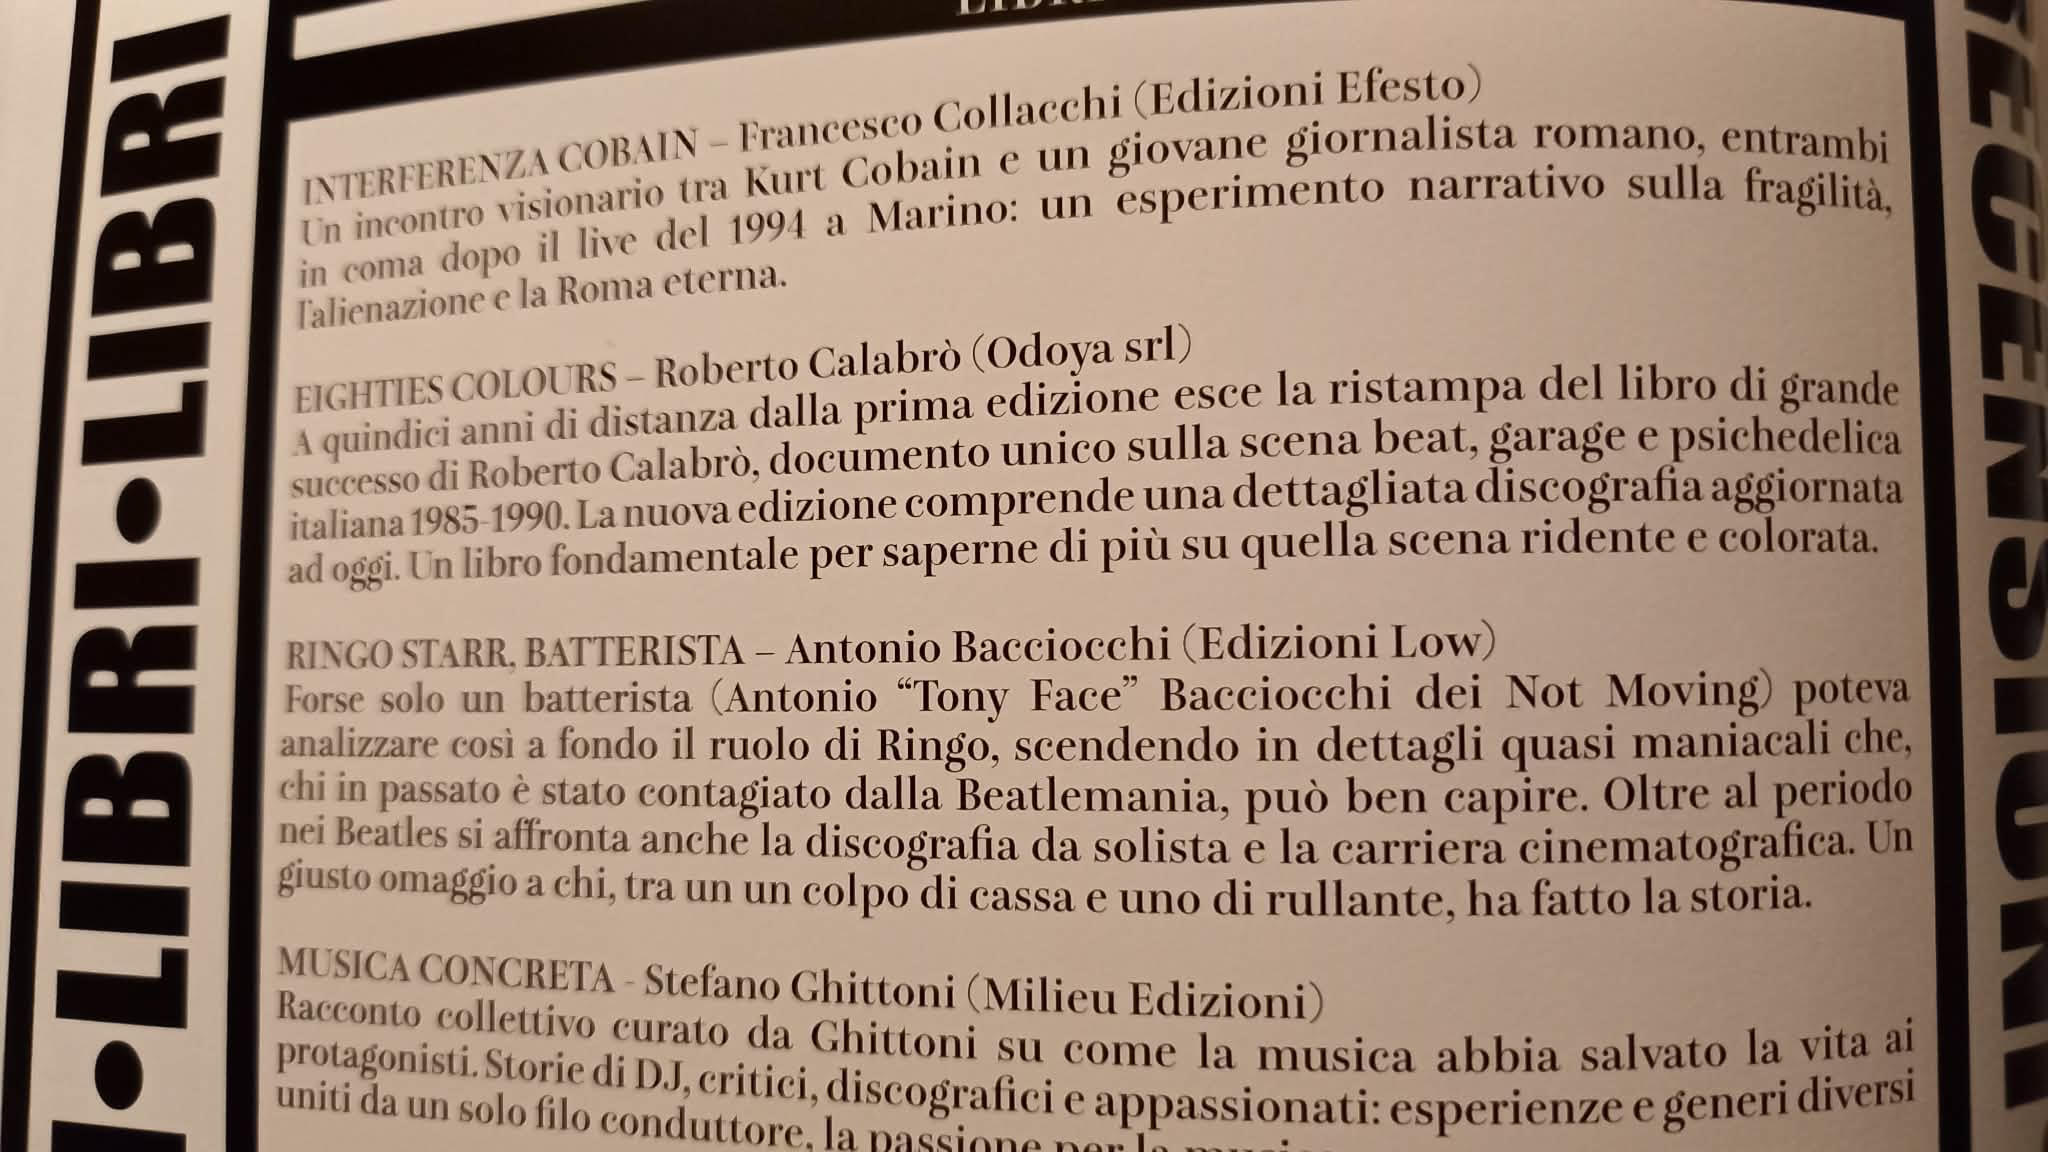 INTERFERENZA COBAIN – Francesco Collacchi (Edizioni Efesto)
Un incontro visionario tra Kurt Cobain e un giovane giornalista romano, entrambi
in coma dopo il live del 1994 a Marino: un esperimento narrativo sulla fragilità,
l'alienazione e la Roma eterna.
EIGHTIES COLOURS – Roberto Calabrò (Odoya srl)
A quindici anni di distanza dalla prima edizione esce la ristampa del libro di grande
successo di Roberto Calabrò, documento unico sulla scena beat, garage e psichedelica
italiana 1985-1990. La nuova edizione comprende una dettagliata discografia aggiornata
ad oggi. Un libro fondamentale per saperne di più su quella scena ridente e colorata.
RINGO STARR, BATTERISTA – Antonio Bacciocchi (Edizioni Low)
Forse solo un batterista (Antonio “Tony Face” Bacciocchi dei Not Moving) poteva
analizzare così a fondo il ruolo di Ringo, scendendo in dettagli quasi maniacali che,
chi in passato è stato contagiato dalla Beatlemania, può ben capire. Oltre al periodo
nei Beatles si affronta anche la discografia da solista e la carriera cinematografica. Un
giusto omaggio a chi, tra un un colpo di cassa e uno di rullante, ha fatto la storia.
MUSICA CONCRETA - Stefano Ghittoni (Milieu Edizioni)
Racconto collettivo curato da Ghittoni su come la musica abbia salvato la vita ai
protagonisti. Storie di DJ, critici, discografici e appassionati: esperienze e generi diversi
uniti da un solo filo conduttore, la passione per la
LIBRI•LIBRI•LIBRI